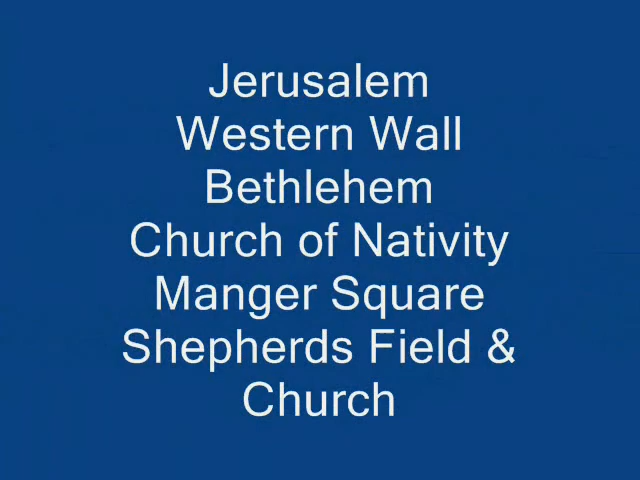 Jerusalem
Western Wall
Bethlehem
Church of Nativity
Manger Square
Shepherds Field &
Church